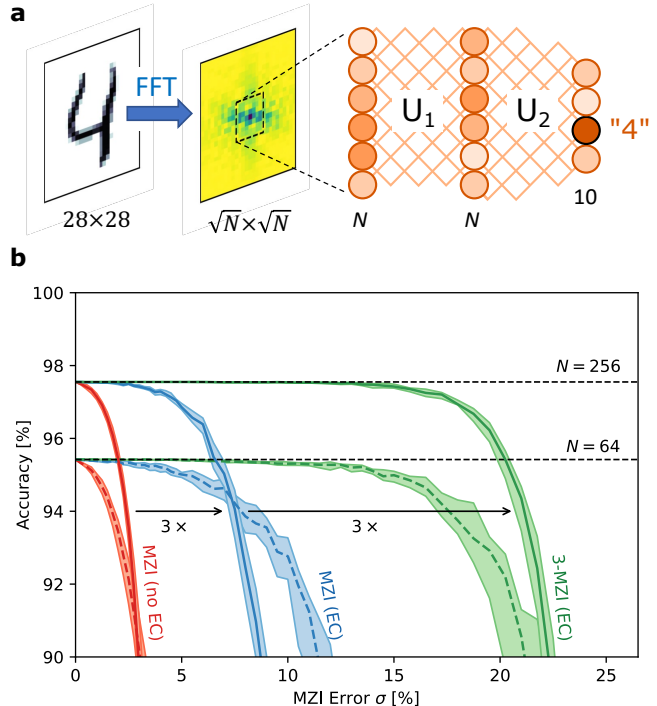 a
FFT
U₁
U₂
"4"
28×28
√N×√N
N
N
10
b
100
98
96
94
92
90
Accuracy [%]
N = 256
N = 64
3 ×
3 ×
MZI (no EC)
MZI (EC)
3-MZI (EC)
0
5
10
15
20
25
MZI Error σ [%]